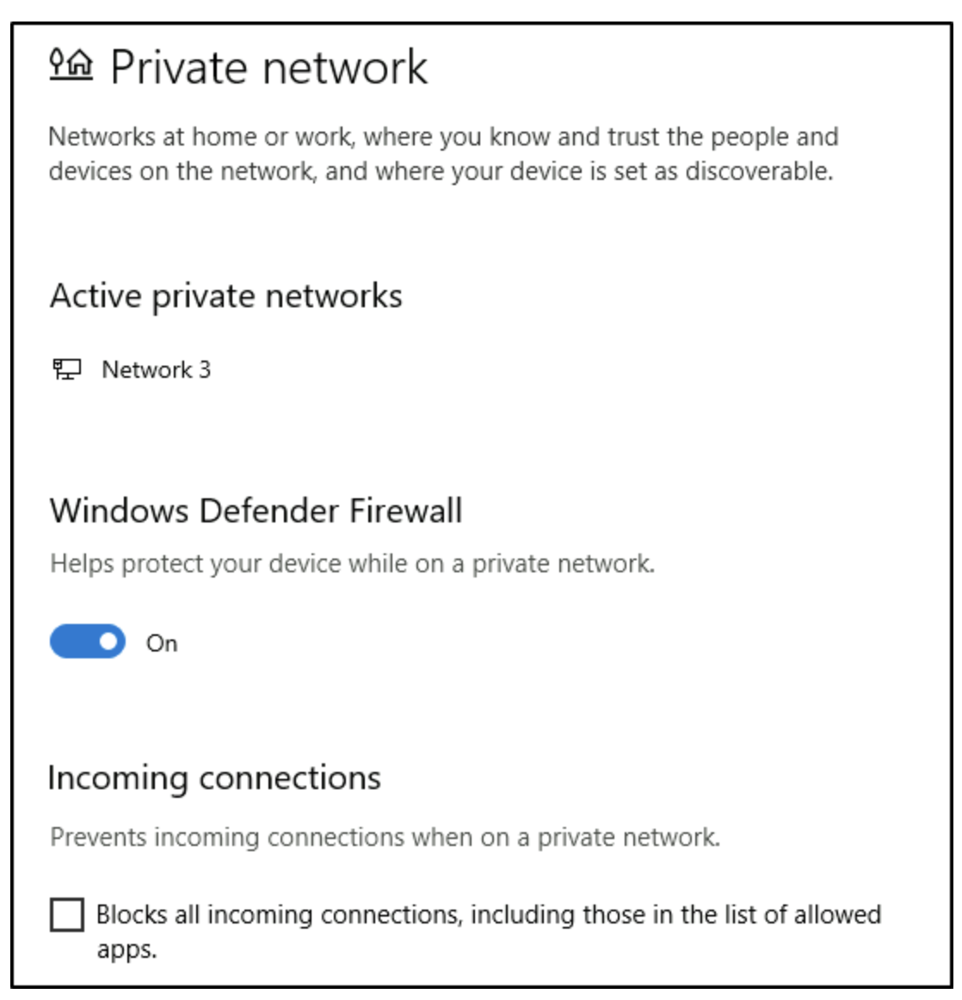 Private network
Networks at home or work, where you know and trust the people and
devices on the network, and where your device is set as discoverable.
Active private networks
Network 3
Windows Defender Firewall
Helps protect your device while on a private network.
On
Incoming connections
Prevents incoming connections when on a private network.
Blocks all incoming connections, including those in the list of allowed
apps.